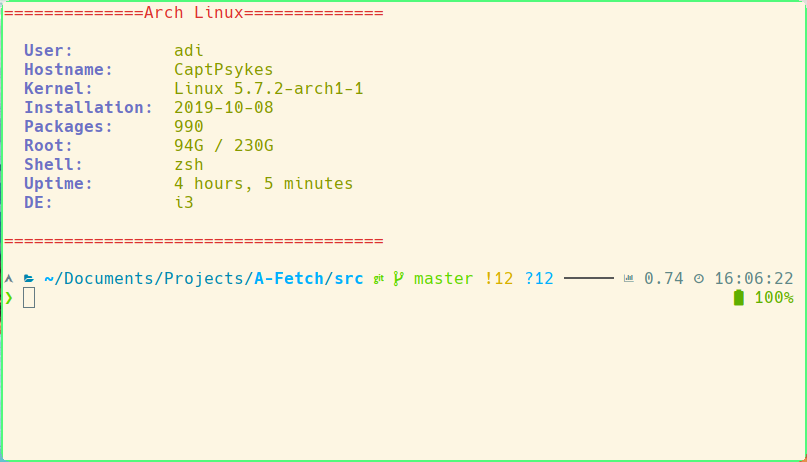 ==============Arch Linux==============
User: adi
Hostname: CaptPsykes
Kernel: Linux 5.7.2-arch1-1
Installation: 2019-10-08
Packages: 990
Root: 94G / 230G
Shell: zsh
Uptime: 4 hours, 5 minutes
DE: i3
======================================
~/Documents/Projects/A-Fetch/src git master !12 ?12 ───── 0.74 16:06:22
❯ 100%